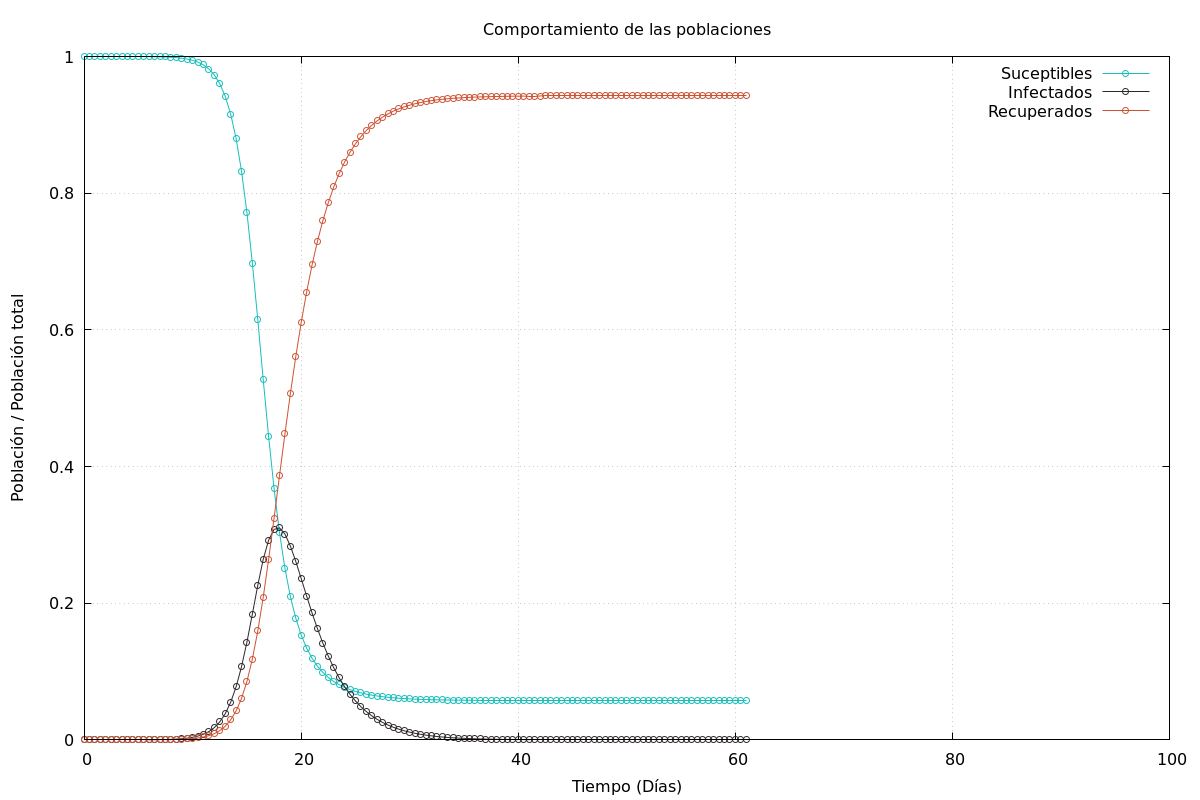 Comportamiento de las poblaciones
Suceptibles
Infectados
Recuperados
1
0.8
0.6
0.4
0.2
0
Población / Población total
0 20 40 60 80 100
Tiempo (Días)